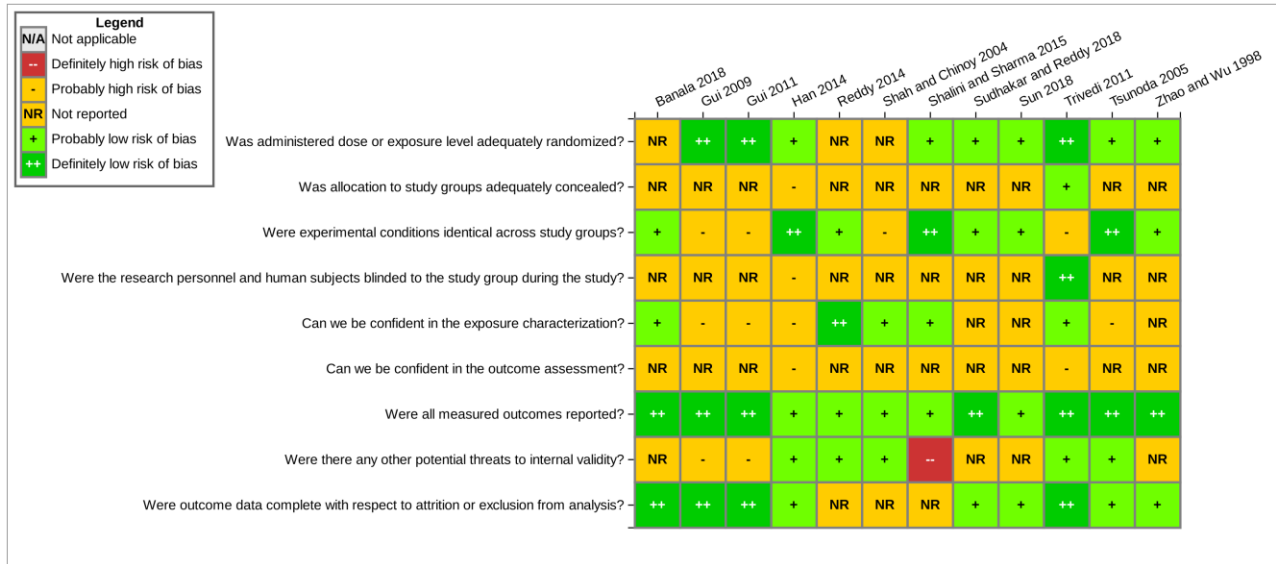 Legend
N/A Not applicable
-- Definitely high risk of bias
- Probably high risk of bias
NR Not reported
+ Probably low risk of bias
++ Definitely low risk of bias
Banala 2018
Gui 2009
Gui 2011
Han 2014
Reddy 2014
Shah and Chinoy 2004
Shalini and Sharma 2015
Sudhakar and Reddy 2018
Sun 2018
Trivedi 2011
Tsunoda 2005
Zhao and Wu 1998
Was administered dose or exposure level adequately randomized? NR ++ ++ + NR NR + + + ++ + +
Was allocation to study groups adequately concealed? NR NR NR - NR NR NR NR NR + NR NR
Were experimental conditions identical across study groups? + - - ++ + - ++ + + - ++ +
Were the research personnel and human subjects blinded to the study group during the study? NR NR NR - NR NR NR NR NR ++ NR NR
Can we be confident in the exposure characterization? + - - - ++ + + NR NR + - NR
Can we be confident in the outcome assessment? NR NR NR - NR NR NR NR NR - NR NR
Were all measured outcomes reported? ++ ++ ++ + + + + ++ + ++ ++ ++
Were there any other potential threats to internal validity? NR - - + + + -- NR NR + + NR
Were outcome data complete with respect to attrition or exclusion from analysis? ++ ++ ++ + NR NR NR + + ++ + +